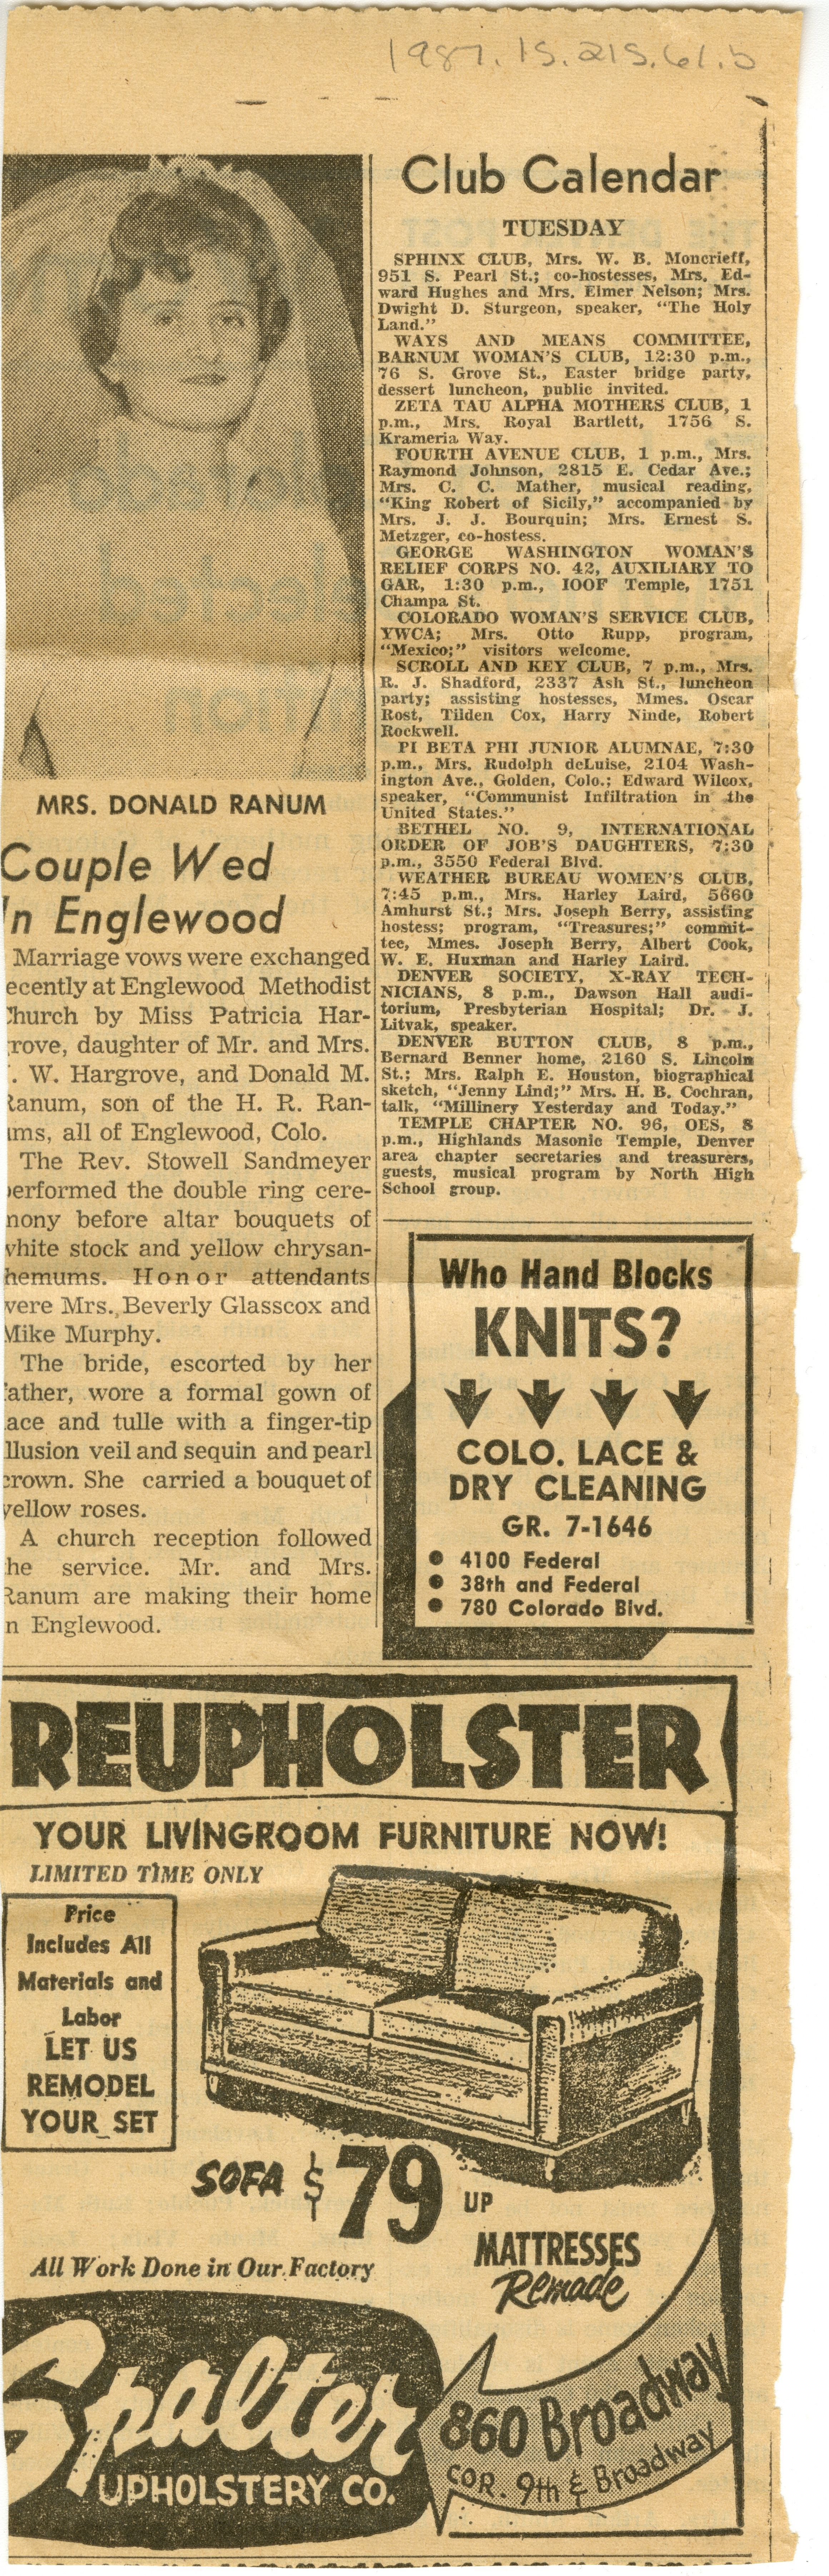 1987.15.215.61.b
MRS. DONALD RANUM
Couple Wed
In Englewood
Marriage vows were exchanged
ecently at Englewood Methodist
Church by Miss Patricia Har-
rove, daughter of Mr. and Mrs.
. W. Hargrove, and Donald M.
Ranum, son of the H. R. Ran-
ums, all of Englewood, Colo.
The Rev. Stowell Sandmeyer
performed the double ring cere-
mony before altar bouquets of
white stock and yellow chrysan-
hemums. Honor attendants
were Mrs. Beverly Glasscox and
Mike Murphy.
The bride, escorted by her
father, wore a formal gown of
lace and tulle with a finger-tip
illusion veil and sequin and pearl
crown. She carried a bouquet of
yellow roses.
A church reception followed
he service. Mr. and Mrs.
Ranum are making their home
n Englewood.
Club Calendar
TUESDAY
SPHINX CLUB, Mrs. W. B. Moncrieff,
951 S. Pearl St.; co-hostesses, Mrs. Ed-
ward Hughes and Mrs. Elmer Nelson; Mrs.
Dwight D. Sturgeon, speaker, "The Holy
Land."
WAYS AND MEANS COMMITTEE,
BARNUM WOMAN'S CLUB, 12:30 p.m.,
76 S. Grove St., Easter bridge party,
dessert luncheon, public invited.
ZETA TAU ALPHA MOTHERS CLUB, 1
p.m., Mrs. Royal Bartlett, 1756 S.
Krameria Way.
FOURTH AVENUE CLUB, 1 p.m., Mrs.
Raymond Johnson, 2815 E. Cedar Ave.;
Mrs. C. C. Mather, musical reading,
"King Robert of Sicily," accompanied by
Mrs. J. J. Bourquin; Mrs. Ernest S.
Metzger, co-hostess.
GEORGE WASHINGTON WOMAN'S
RELIEF CORPS NO. 42, AUXILIARY TO
GAR, 1:30 p.m., IOOF Temple, 1751
Champa St.
COLORADO WOMAN'S SERVICE CLUB,
YWCA; Mrs. Otto Rupp, program,
"Mexico;" visitors welcome.
SCROLL AND KEY CLUB, 7 p.m., Mrs.
R. J. Shadford, 2337 Ash St., luncheon
party; assisting hostesses, Mmes. Oscar
Rost, Tilden Cox, Harry Ninde, Robert
Rockwell.
PI BETA PHI JUNIOR ALUMNAE, 7:30
p.m., Mrs. Rudolph deLuise, 2104 Wash-
ington Ave., Golden, Colo.; Edward Wilcox,
speaker, "Communist Infiltration in the
United States."
BETHEL NO. 9, INTERNATIONAL
ORDER OF JOB'S DAUGHTERS, 7:30
p.m., 3550 Federal Blvd.
WEATHER BUREAU WOMEN'S CLUB,
7:45 p.m., Mrs. Harley Laird, 5660
Amhurst St.; Mrs. Joseph Berry, assisting
hostess; program, "Treasures;" commit-
tee, Mmes. Joseph Berry, Albert Cook,
W. E. Huxman and Harley Laird.
DENVER SOCIETY, X-RAY TECH-
NICIANS, 8 p.m., Dawson Hall audi-
torium, Presbyterian Hospital; Dr. J.
Litvak, speaker.
DENVER BUTTON CLUB, 8 p.m.,
Bernard Benner home, 2160 S. Lincoln
St.; Mrs. Ralph E. Houston, biographical
sketch, "Jenny Lind;" Mrs. H. B. Cochran,
talk, "Millinery Yesterday and Today."
TEMPLE CHAPTER NO. 96, OES, 8
p.m., Highlands Masonic Temple, Denver
area chapter secretaries and treasurers,
guests, musical program by North High
School group.
Who Hand Blocks
KNITS?
COLO. LACE &
DRY CLEANING
GR. 7-1646
● 4100 Federal
● 38th and Federal
● 780 Colorado Blvd.
REUPHOLSTER
YOUR LIVINGROOM FURNITURE NOW!
LIMITED TIME ONLY
Price
Includes All
Materials and
Labor
LET US
REMODEL
YOUR SET
SOFA $79 UP
MATTRESSES
Remade
All Work Done in Our Factory
Spalter
UPHOLSTERY CO.
860 Broadway
COR. 9th & Broadway